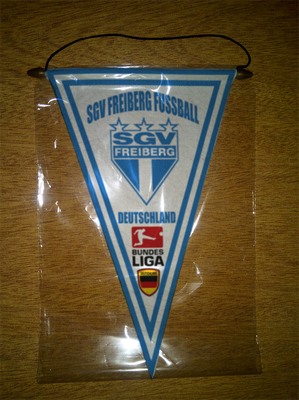 SGV FREIBERG FUSSBALL
SGV
FREIBERG
DEUTSCHLAND
BUNDES
LIGA